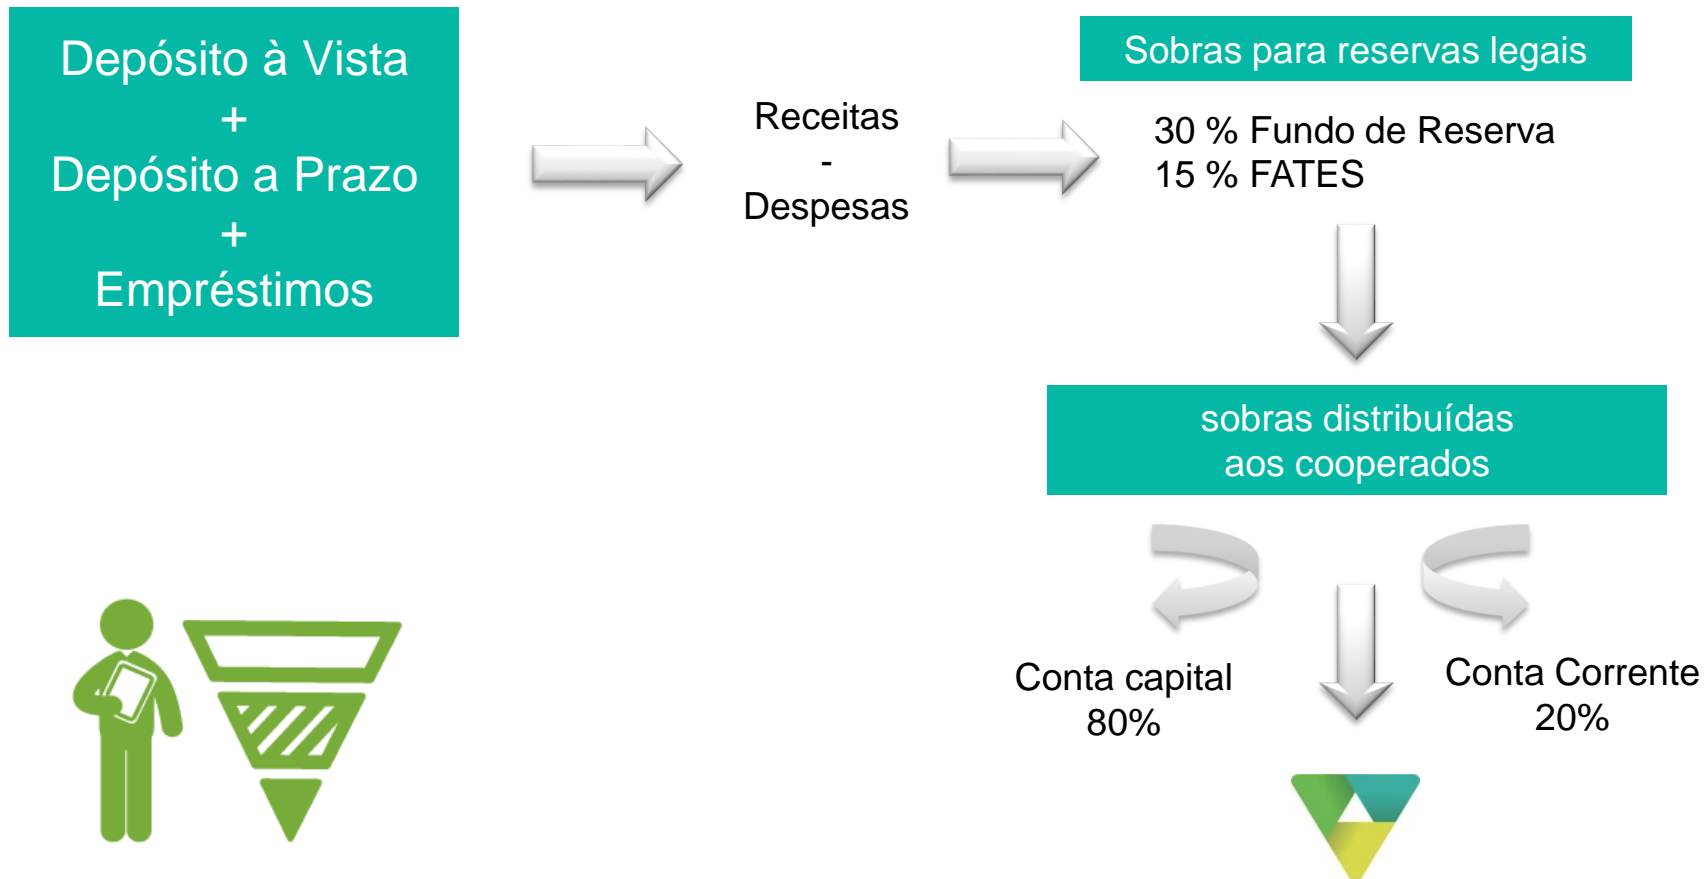 Depósito à Vista
+
Depósito a Prazo
+
Empréstimos
Receitas
-
Despesas
Sobras para reservas legais
30 % Fundo de Reserva
15 % FATES
sobras distribuídas
aos cooperados
Conta capital
80%
Conta Corrente
20%